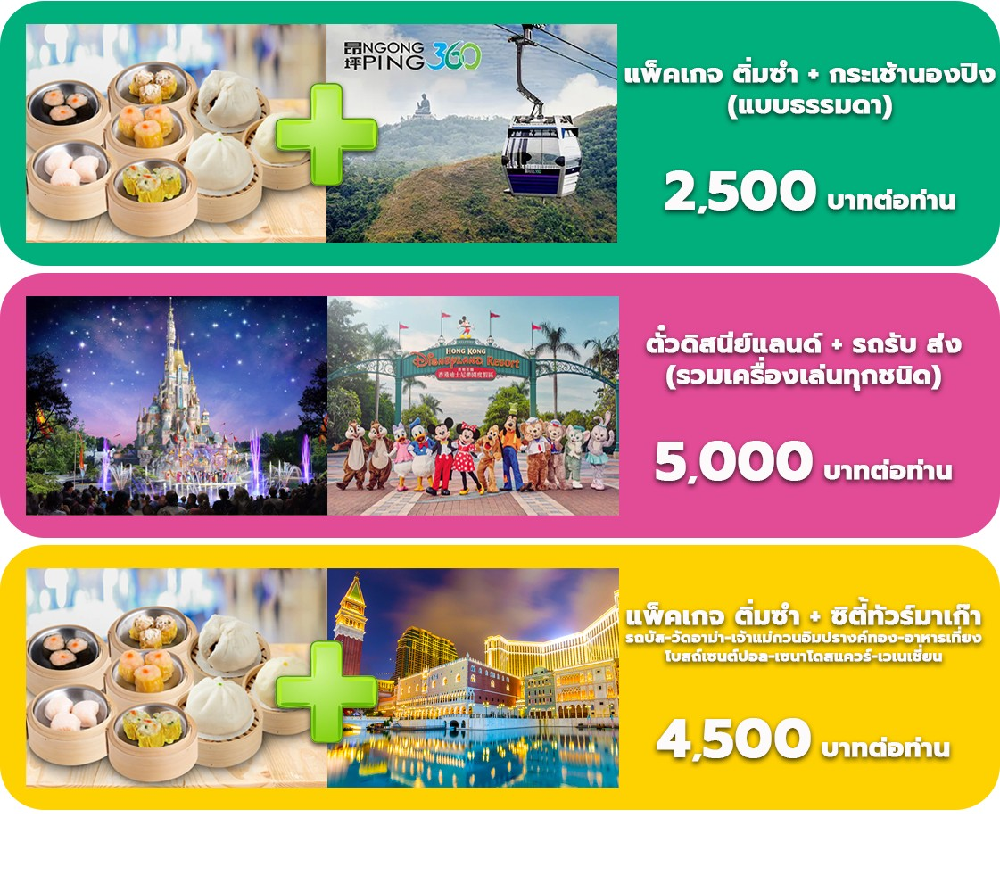 昂 NGONG
坪 PING 360
แพ็คเกจ ติ่มซำ + กระเช้านองปิง
(แบบธรรมดา)
2,500 บาทต่อท่าน
HONG KONG
Disneyland Resort
香港迪士尼樂園度假區
ตั๋วดิสนีย์แลนด์ + รถรับ ส่ง
(รวมเครื่องเล่นทุกชนิด)
5,000 บาทต่อท่าน
แพ็คเกจ ติ่มซำ + ซิตี้ทัวร์มาเก๊า
รถบัส-วัดอาม่า-เจ้าแม่กวนอิมปรางค์ทอง-อาหารเที่ยง
โบสถ์เซนต์ปอล-เซนาโดสแควร์-เวเนเชี่ยน
4,500 บาทต่อท่าน